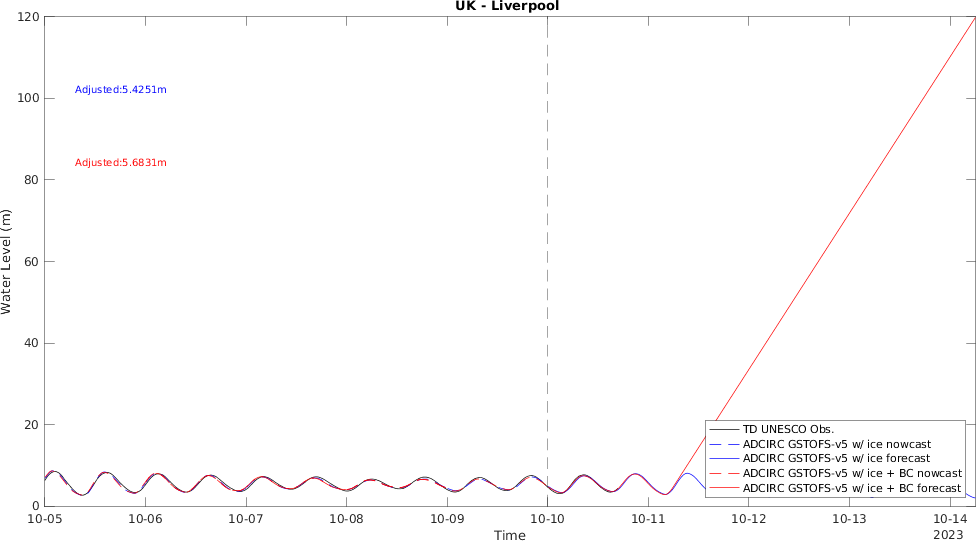 UK - Liverpool
120
100
80
60
40
20
0
Water Level (m)
Adjusted:5.4251m
Adjusted:5.6831m
TD UNESCO Obs.
ADCIRC GSTOFS-v5 w/ ice nowcast
ADCIRC GSTOFS-v5 w/ ice forecast
ADCIRC GSTOFS-v5 w/ ice + BC nowcast
ADCIRC GSTOFS-v5 w/ ice + BC forecast
10-05 10-06 10-07 10-08 10-09 10-10 10-11 10-12 10-13 10-14
2023
Time